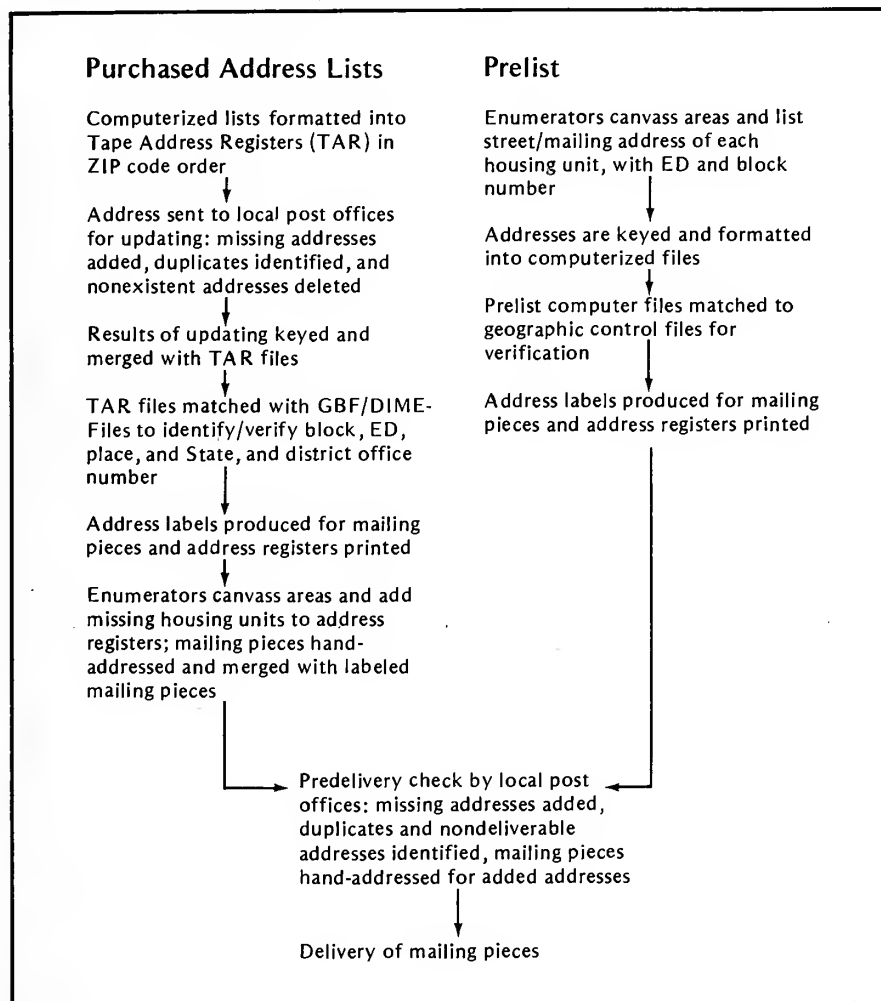 Purchased Address Lists
Computerized lists formatted into
Tape Address Registers (TAR) in
ZIP code order
Address sent to local post offices
for updating: missing addresses
added, duplicates identified, and
nonexistent addresses deleted
Results of updating keyed and
merged with TAR files
TAR files matched with GBF/DIME-
Files to identify/verify block, ED,
place, and State, and district office
number
Address labels produced for mailing
pieces and address registers printed
Enumerators canvass areas and add
missing housing units to address
registers; mailing pieces hand-
addressed and merged with labeled
mailing pieces
Prelist
Enumerators canvass areas and list
street/mailing address of each
housing unit, with ED and block
number
Addresses are keyed and formatted
into computerized files
Prelist computer files matched to
geographic control files for
verification
Address labels produced for mailing
pieces and address registers printed
Predelivery check by local post
offices: missing addresses added,
duplicates and nondeliverable
addresses identified, mailing pieces
hand-addressed for added addresses
Delivery of mailing pieces